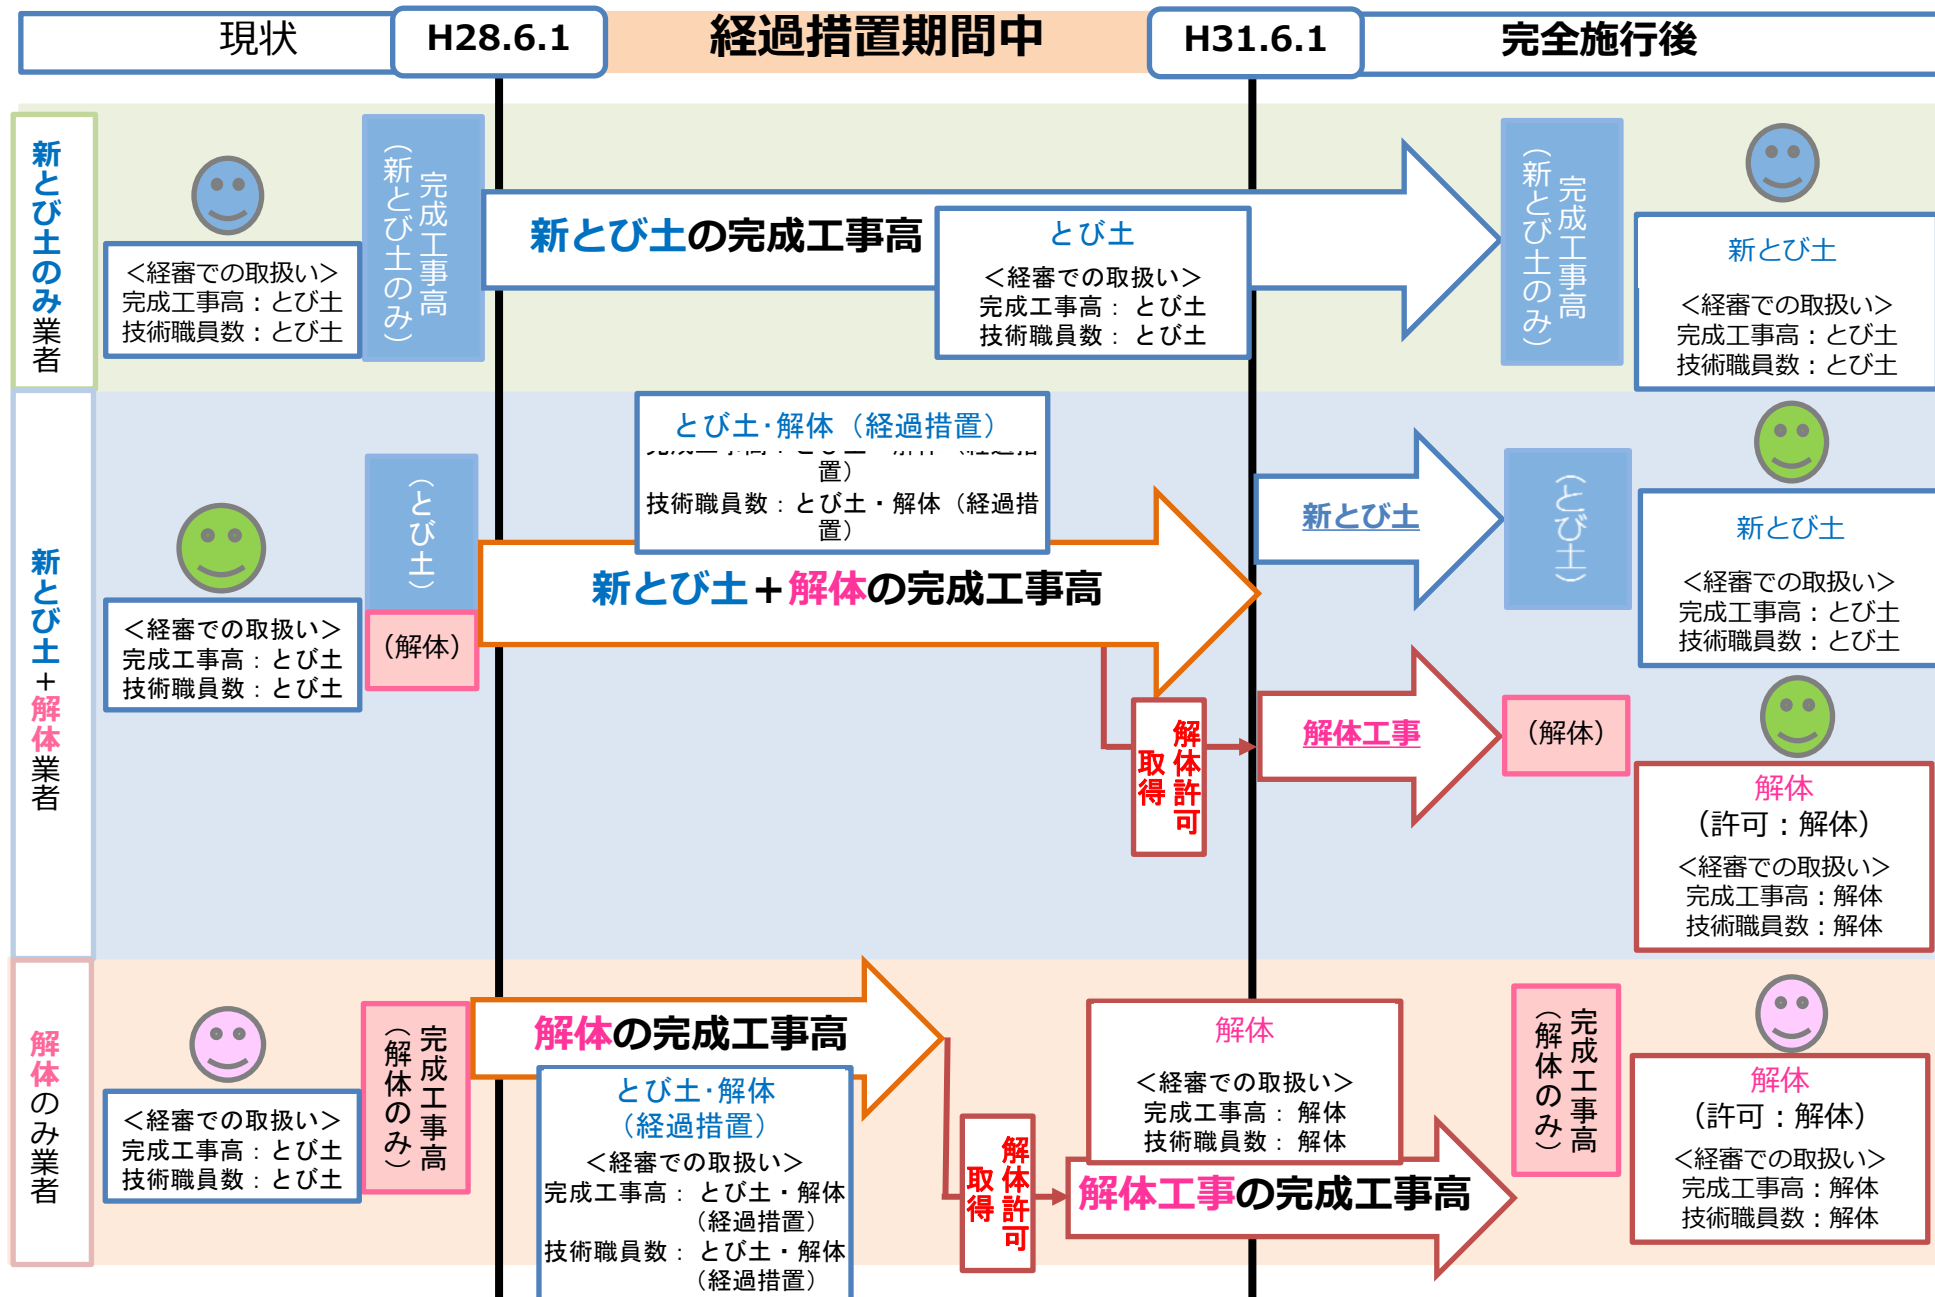 現状
H28.6.1
経過措置期間中
H31.6.1
完全施行後
新とび土のみ業者
<経審での取扱い>
完成工事高：とび土
技術職員数：とび土
完成工事高
（新とび土のみ）
新とび土の完成工事高
とび土
<経審での取扱い>
完成工事高： とび土
技術職員数： とび土
完成工事高
（新とび土のみ）
新とび土
<経審での取扱い>
完成工事高：とび土
技術職員数：とび土
新とび土+解体業者
<経審での取扱い>
完成工事高：とび土
技術職員数：とび土
（とび土）
（解体）
とび土・解体（経過措置）
完成工事高：とび土・解体（経過措
置）
技術職員数：とび土・解体（経過措
置）
新とび土＋解体の完成工事高
解体許可
取得
新とび土
解体工事
（とび土）
（解体）
新とび土
<経審での取扱い>
完成工事高：とび土
技術職員数：とび土
解体
（許可：解体）
<経審での取扱い>
完成工事高：解体
技術職員数：解体
解体のみ業者
<経審での取扱い>
完成工事高：とび土
技術職員数：とび土
完成工事高
（解体のみ）
解体の完成工事高
とび土・解体
（経過措置）
<経審での取扱い>
完成工事高： とび土・解体
（経過措置）
技術職員数： とび土・解体
（経過措置）
解体許可
取得
解体
<経審での取扱い>
完成工事高： 解体
技術職員数： 解体
解体工事の完成工事高
完成工事高
（解体のみ）
解体
（許可：解体）
<経審での取扱い>
完成工事高：解体
技術職員数：解体